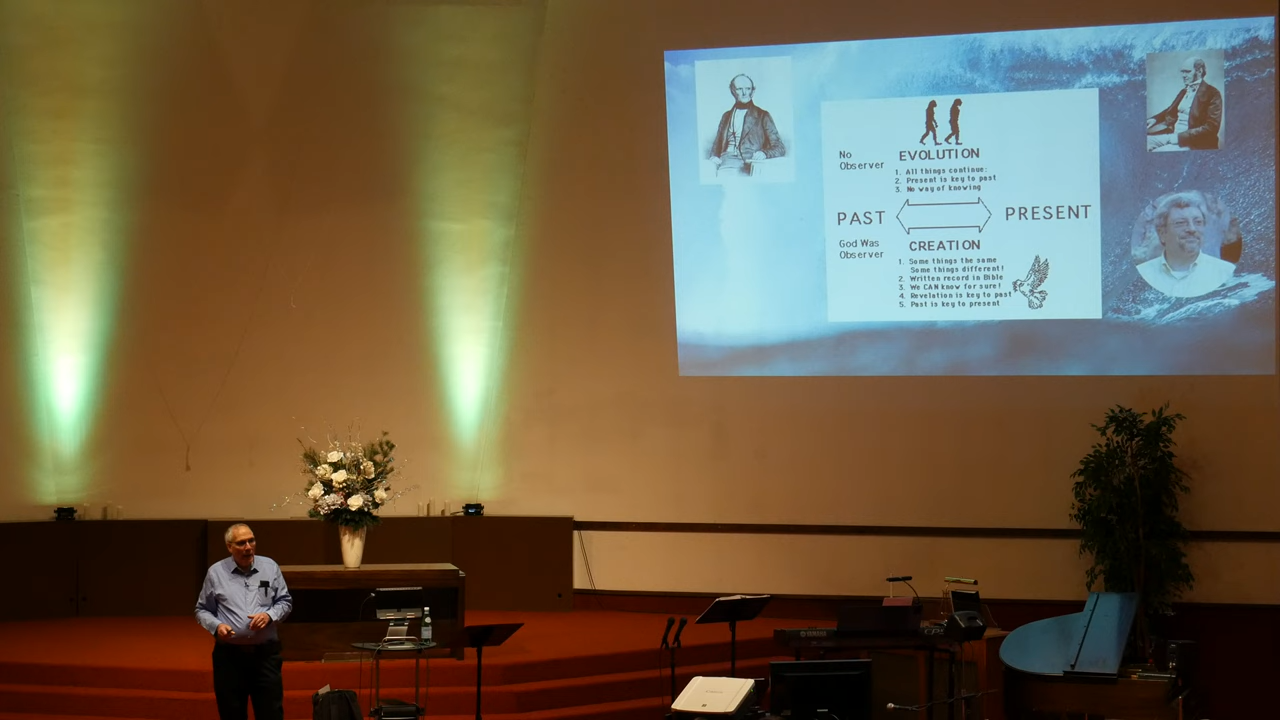 No
Observer
EVOLUTION
1. All things continue:
2. Present is key to past
3. No way of knowing
PAST
PRESENT
God Was
Observer
CREATION
1. Some things the same
Some things different!
2. Written record in Bible
3. We CAN know for sure!
4. Revelation is key to past
5. Past is key to present
YAMAHA